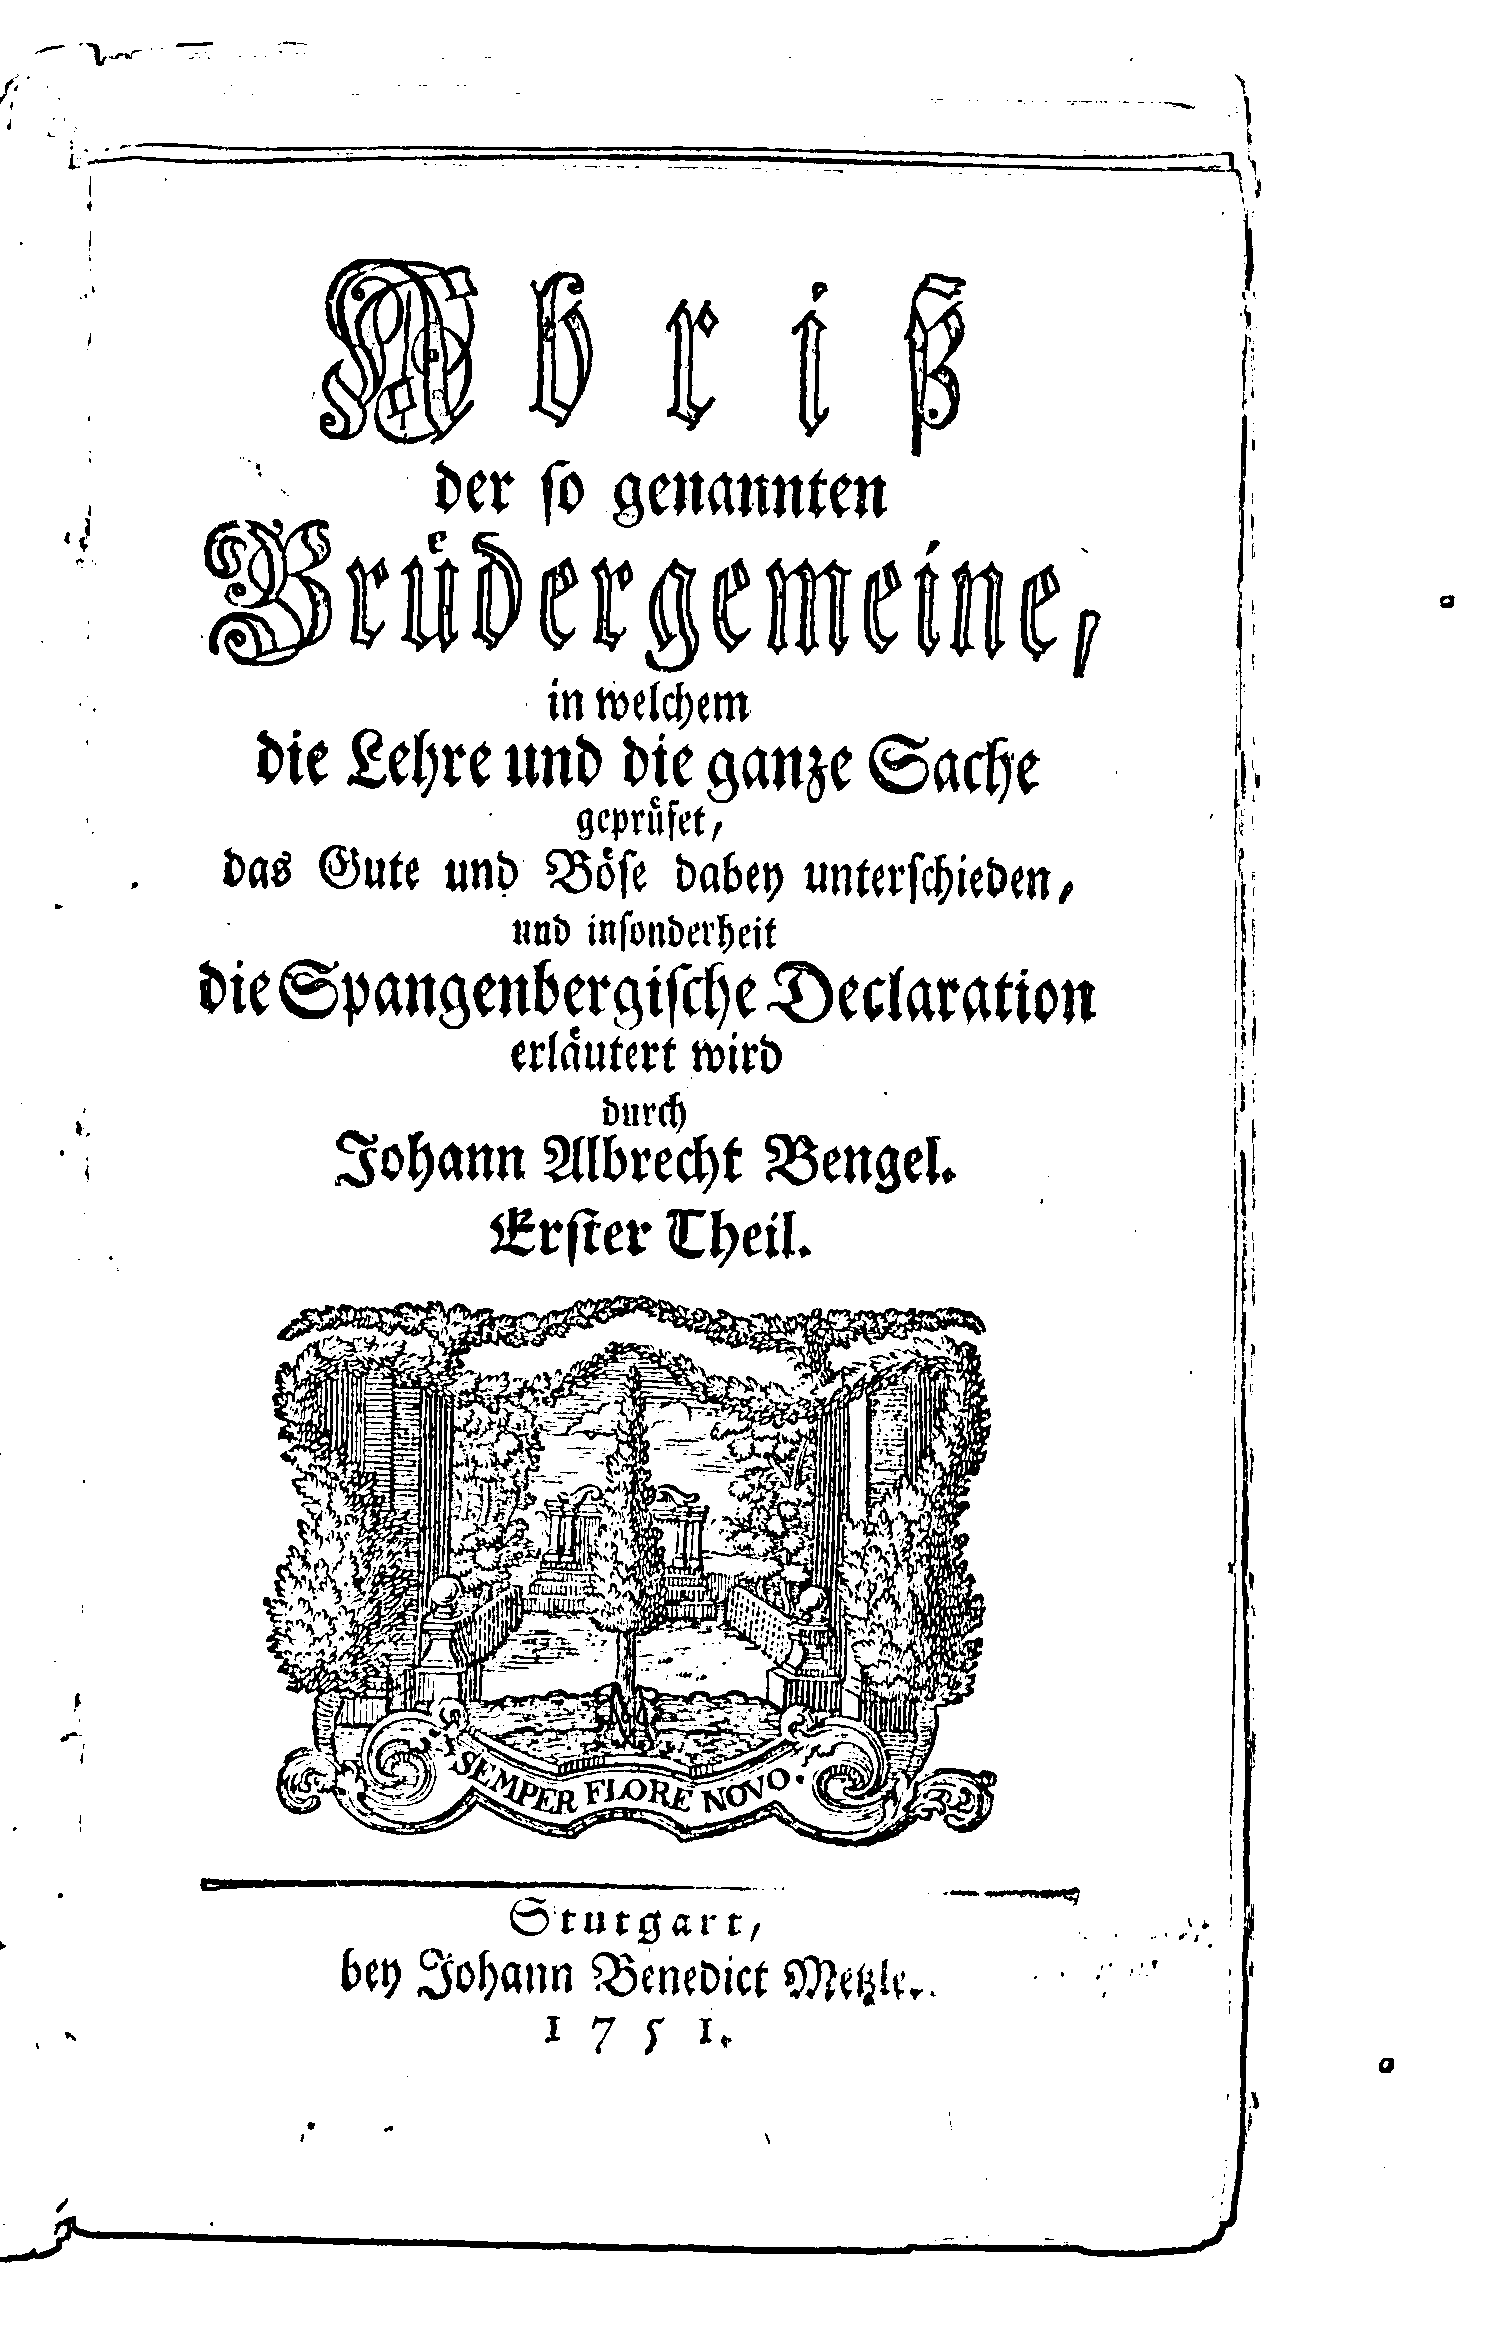 Abriß
der so genannten
Brüdergemeine,
in welchem
die Lehre und die ganze Sache
geprüfet,
das Gute und Böse dabey unterschieden,
und insonderheit
die Spangenbergische Declaration
erläutert wird
durch
Johann Albrecht Bengel.
Erster Theil.
SEMPER FLORE NOVO.
Stutgart,
bey Johann Benedict Metzler.
1751.